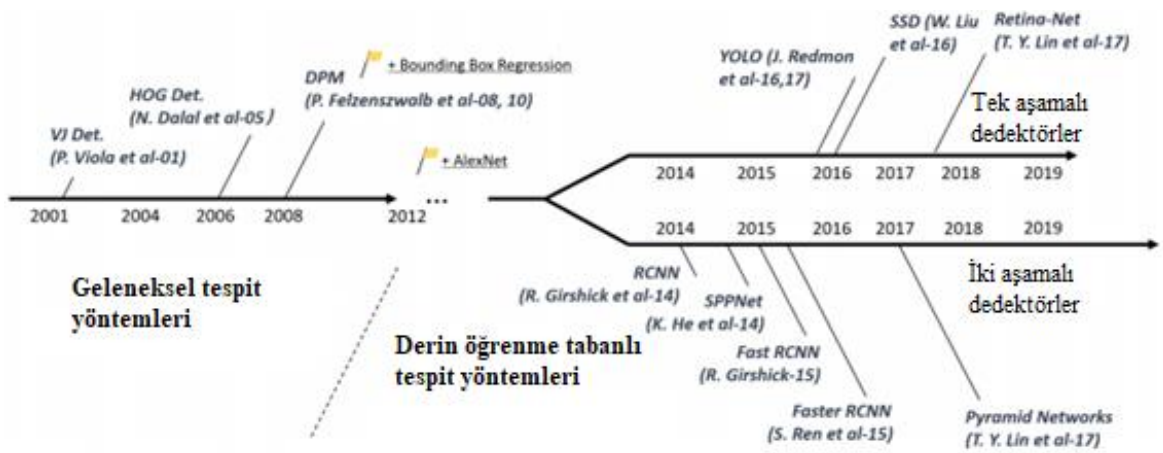 + Bounding Box Regression
DPM
(P. Felzenszwalb et al-08, 10)
HOG Det.
(N. Dalal et al-05)
VJ Det.
(P. Viola et al-01)
+ AlexNet
...
2001 2004 2006 2008 2012
YOLO (J. Redmon
et al-16,17)
SSD (W. Liu
et al-16)
Retina-Net
(T. Y. Lin et al-17)
Tek aşamalı
dedektörler
2014 2015 2016 2017 2018 2019
2014 2015 2016 2017 2018 2019
İki aşamalı
dedektörler
RCNN
(R. Girshick et al-14)
SPPNet
(K. He et al-14)
Fast RCNN
(R. Girshick-15)
Faster RCNN
(S. Ren et al-15)
Pyramid Networks
(T. Y. Lin et al-17)
Geleneksel tespit
yöntemleri
Derin öğrenme tabanlı
tespit yöntemleri